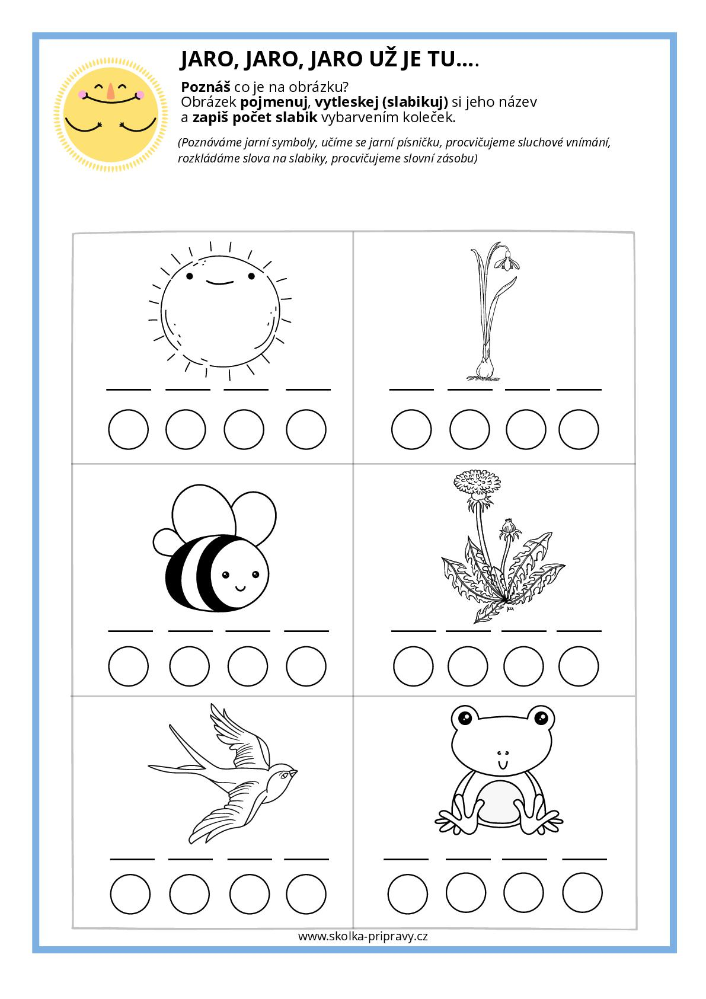 JARO, JARO, JARO UŽ JE TU....
Poznáš co je na obrázku?
Obrázek pojmenuj, vytleskej (slabikuj) si jeho název
a zapiš počet slabik vybarvením koleček.
(Poznáváme jarní symboly, učíme se jarní písničku, procvičujeme sluchové vnímání,
rozkládáme slova na slabiky, procvičujeme slovní zásobu)
www.skolka-pripravy.cz